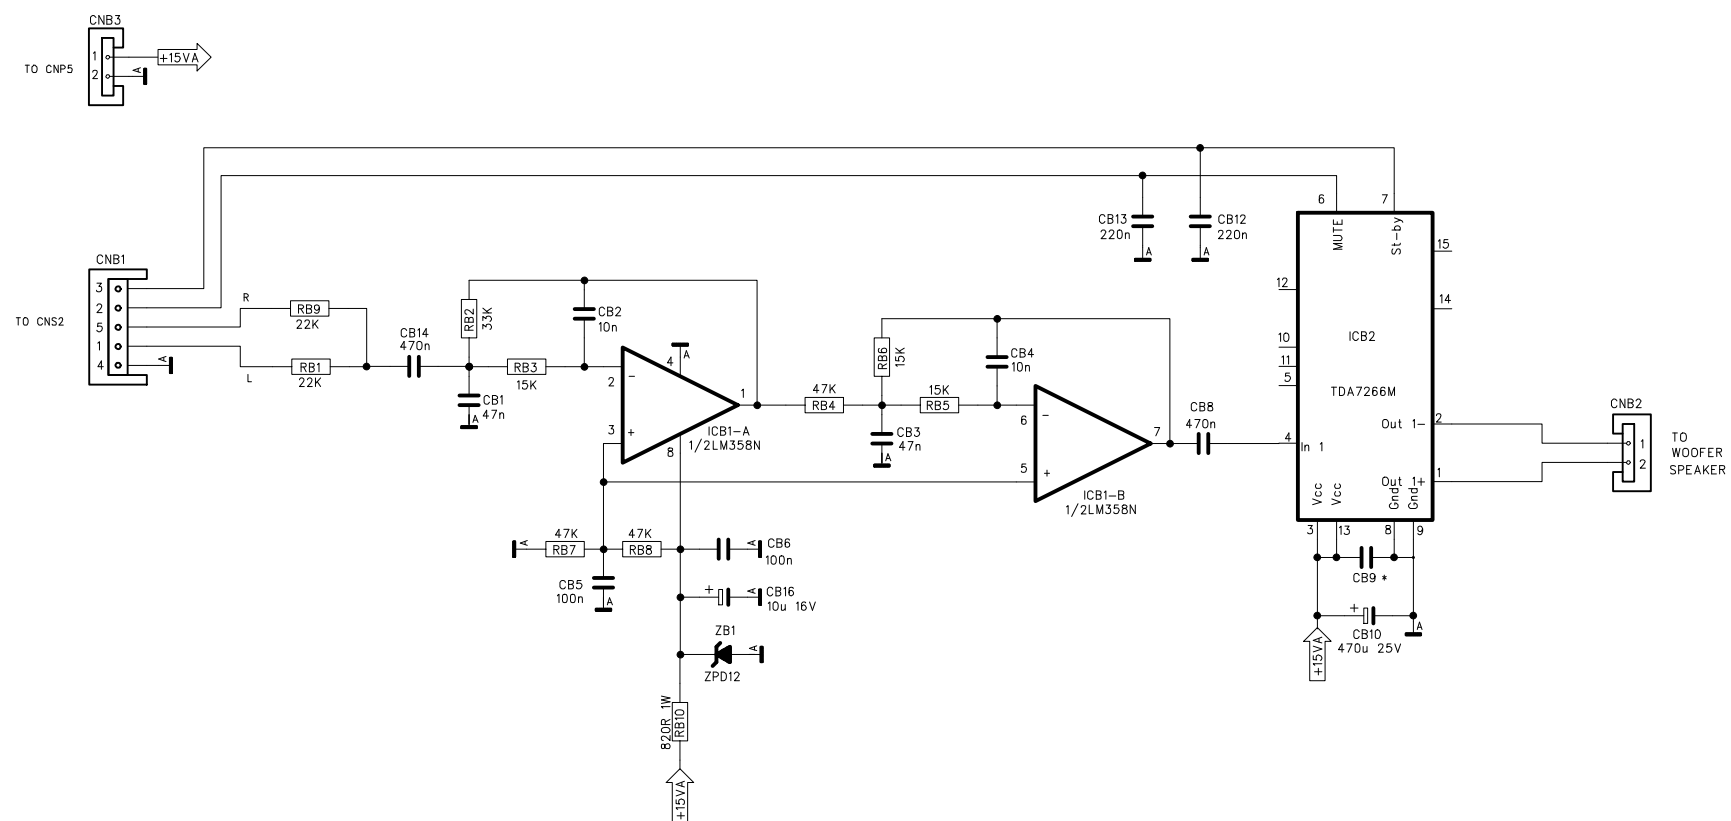 CNB3
1
+15VA
TO CNP5
2
A
CNB1
TO CNS2
3
2
5
1
4
A
R
RB9
22K
L
RB1
22K
CB14
470n
RB2
33K
CB1
47n
A
RB3
15K
CB2
10n
A
4
2
-
1
3
+
8
ICB1-A
1/2LM358N
47K
RB4
RB6
15K
CB3
47n
A
15K
RB5
CB4
10n
6
-
7
5
+
ICB1-B
1/2LM358N
CB8
470n
A
47K
RB7
47K
RB8
CB5
100n
A
CB6
100n
A
+
CB16
10u 16V
A
ZB1
ZPD12
A
820R 1W
RB10
+15VA
CB13
220n
A
CB12
220n
A
6
7
MUTE
St-by
15
12
14
10
11
5
ICB2
TDA7266M
Out 1-
2
4
In 1
Out 1+
1
Vcc
Vcc
Gnd
Gnd
3
13
8
9
CB9 *
+
CB10
470u 25V
A
+15VA
CNB2
1
2
TO
WOOFER
SPEAKER